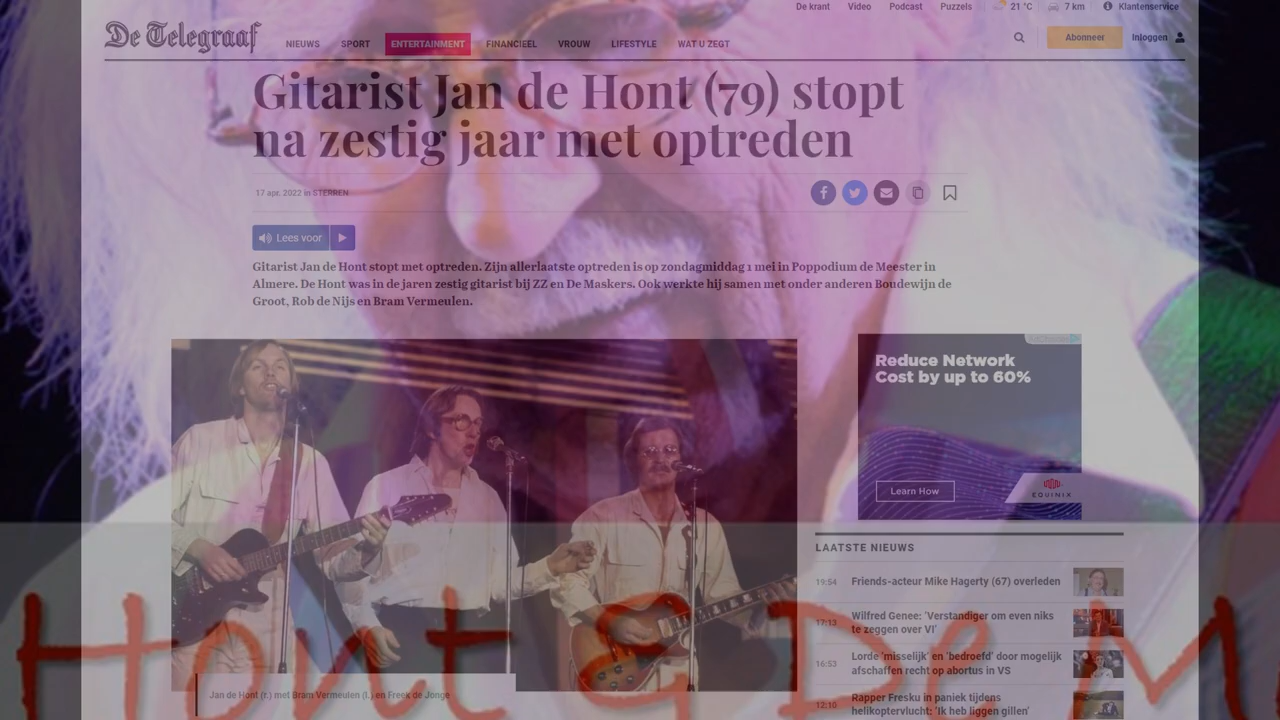 De krant Video Podcast Puzzels 21 °C 7 km Klantenservice
De Telegraaf
NIEUWS SPORT ENTERTAINMENT FINANCIEEL VROUW LIFESTYLE WAT U ZEGT
Abonneer Inloggen
Gitarist Jan de Hont (79) stopt
na zestig jaar met optreden
17 apr. 2022 in STERREN
Lees voor
Gitarist Jan de Hont stopt met optreden. Zijn allerlaatste optreden is op zondagmiddag 1 mei in Poppodium de Meester in
Almere. De Hont was in de jaren zestig gitarist bij ZZ en De Maskers. Ook werkte hij samen met onder anderen Boudewijn de
Groot, Rob de Nijs en Bram Vermeulen.
Reduce Network
Cost by up to 60%
Learn How
EQUINIX
LAATSTE NIEUWS
19:54 Friends-acteur Mike Hagerty (67) overleden
17:13 Wilfred Genee: 'Verstandiger om even niks
te zeggen over VI'
16:53 Lorde 'misselijk' en 'bedroefd' door mogelijk
afschaffen recht op abortus in VS
12:10 Rapper Fresku in paniek tijdens
helikoptervlucht: 'Ik heb liggen gillen'
Jan de Hont (r.) met Bram Vermeulen (l.) en Freek de Jonge
Hont & De M